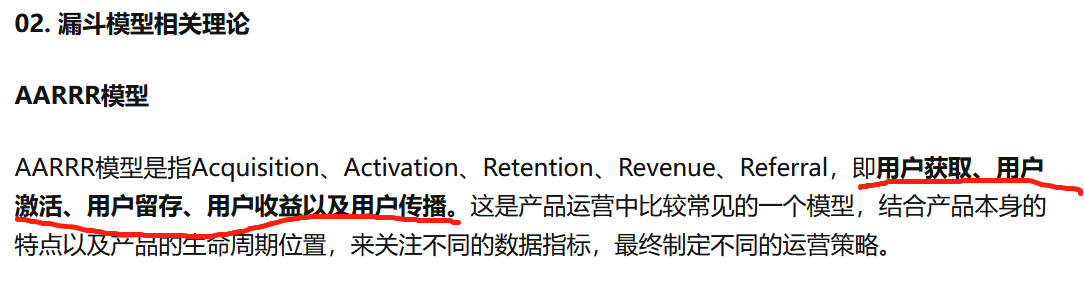 02. 漏斗模型相关理论
AARRR模型
AARRR模型是指Acquisition、Activation、Retention、Revenue、Referral，即用户获取、用户
激活、用户留存、用户收益以及用户传播。这是产品运营中比较常见的一个模型，结合产品本身的
特点以及产品的生命周期位置，来关注不同的数据指标，最终制定不同的运营策略。